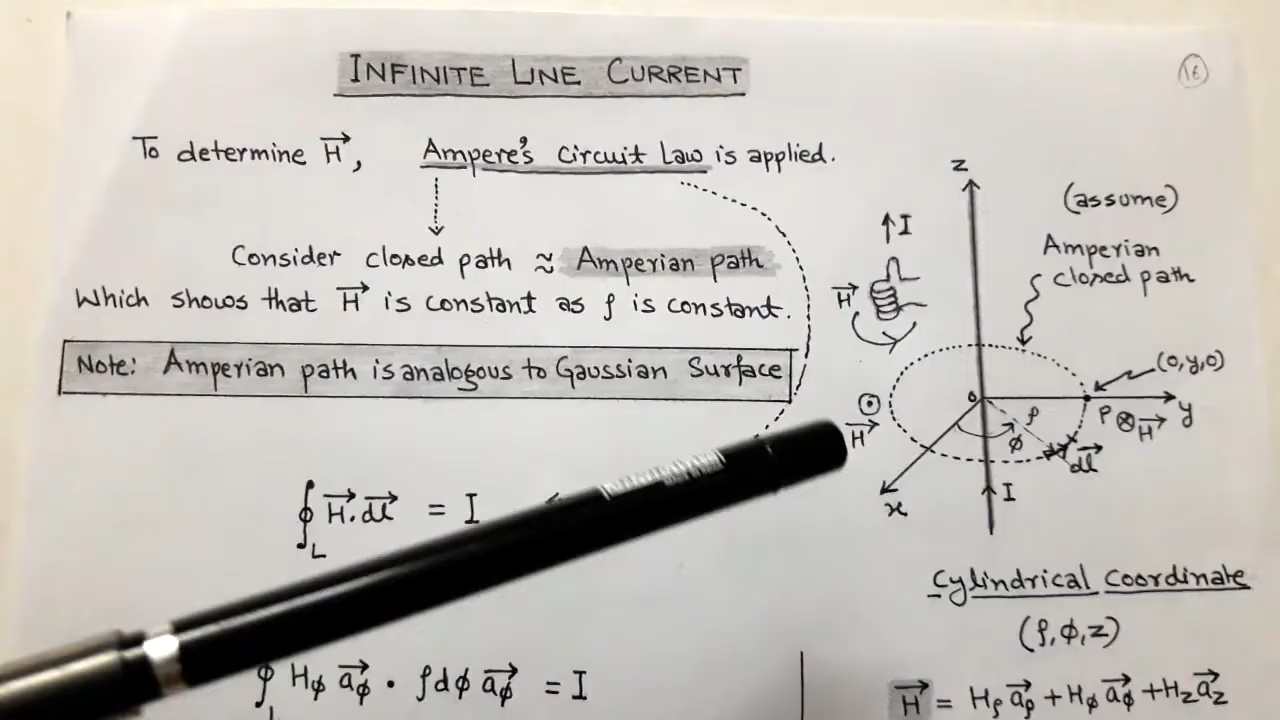 INFINITE LINE CURRENT
16
To determine H⃗, Ampere's Circuit Law is applied.
Consider closed path ≈ Amperian path
Which shows that H⃗ is constant as ρ is constant.
Note: Amperian path is analogous to Gaussian Surface
∮_L H⃗.dl⃗ = I
∮_L Hϕ a⃗ϕ · ρdϕ a⃗ϕ = I
z
(assume)
Amperian
closed path
I
H⃗
(0,y,0)
0
ρ
ϕ
P ⊗ H⃗
y
⊙
H⃗
dl⃗
x
I
Cylindrical Coordinate
(ρ,ϕ,z)
H⃗ = Hρ a⃗ρ + Hϕ a⃗ϕ + Hz a⃗z